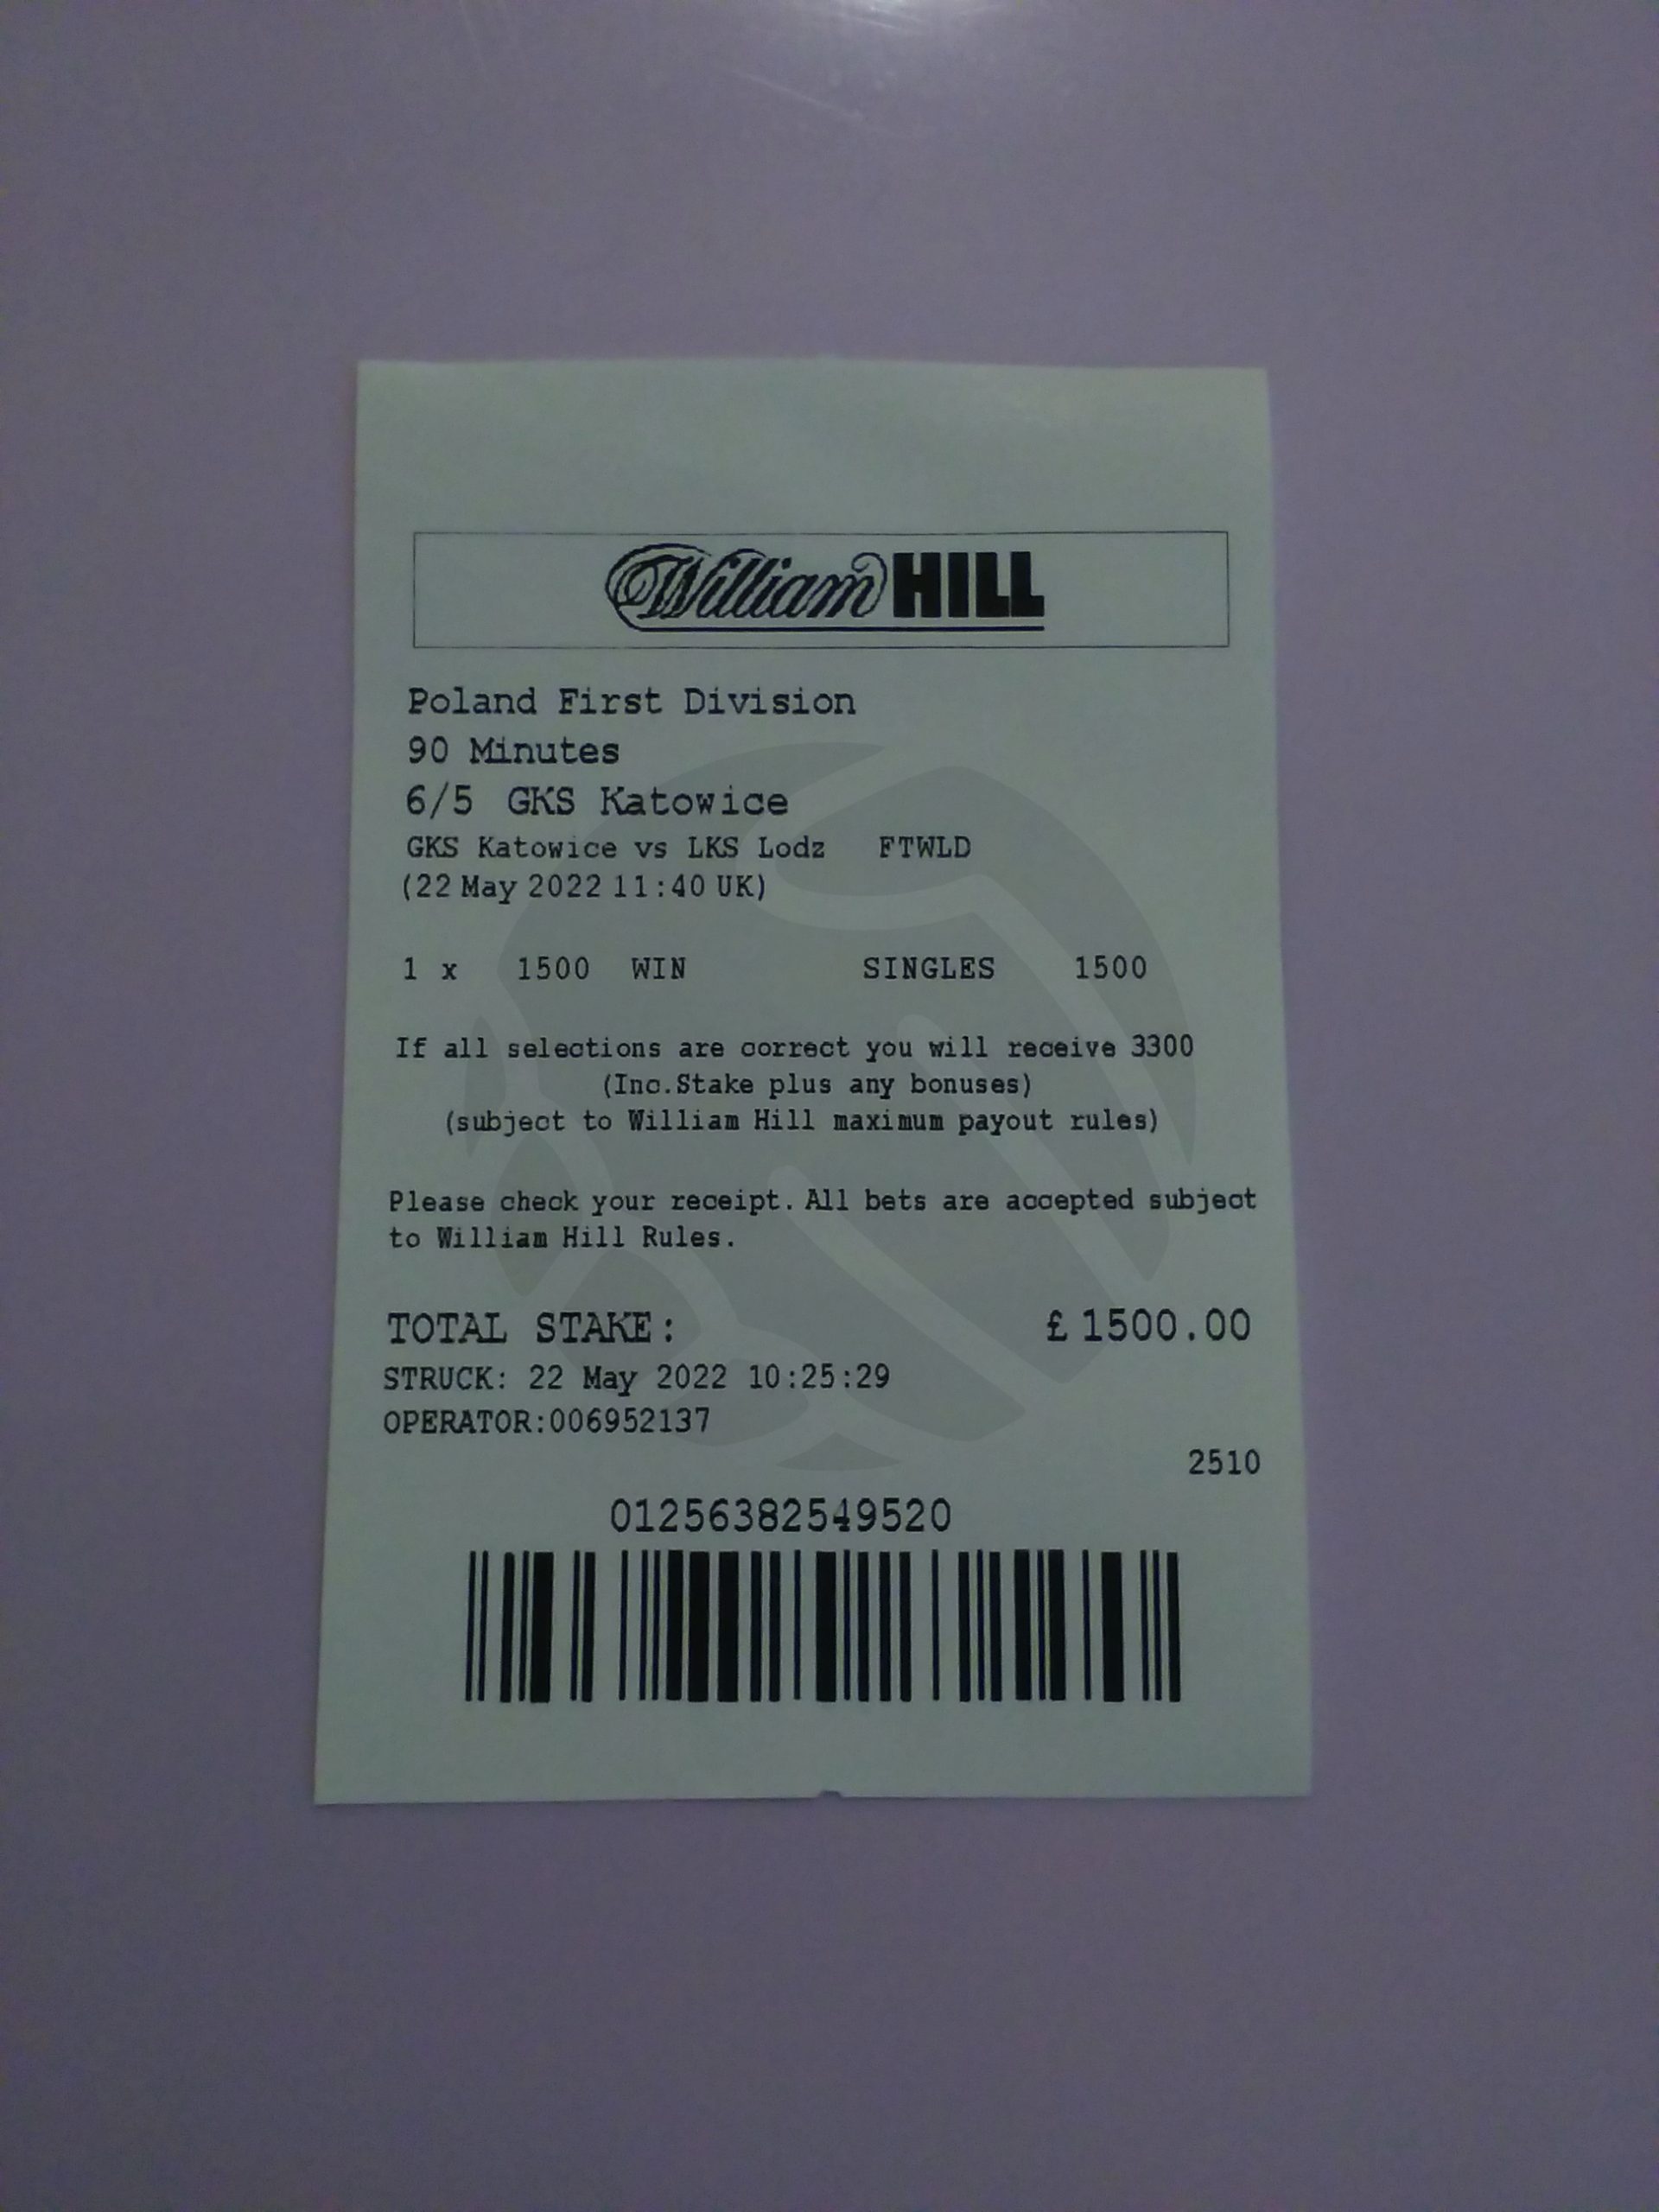 William HILL
Poland First Division
90 Minutes
6/5 GKS Katowice
GKS Katowice vs LKS Lodz FTWLD
(22 May 2022 11:40 UK)
1 x 1500 WIN SINGLES 1500
If all selections are correct you will receive 3300
(Inc.Stake plus any bonuses)
(subject to William Hill maximum payout rules)
Please check your receipt. All bets are accepted subject
to William Hill Rules.
TOTAL STAKE: £ 1500.00
STRUCK: 22 May 2022 10:25:29
OPERATOR:006952137
2510
01256382549520